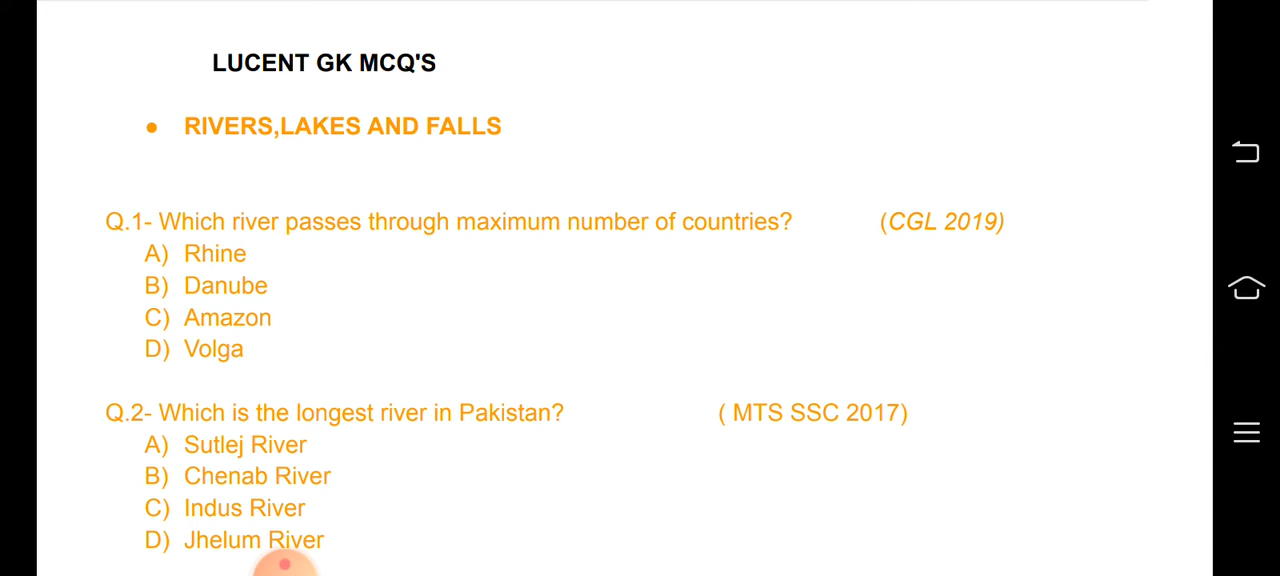 LUCENT GK MCQ'S
● RIVERS,LAKES AND FALLS
Q.1- Which river passes through maximum number of countries? (CGL 2019)
A) Rhine
B) Danube
C) Amazon
D) Volga
Q.2- Which is the longest river in Pakistan? ( MTS SSC 2017)
A) Sutlej River
B) Chenab River
C) Indus River
D) Jhelum River